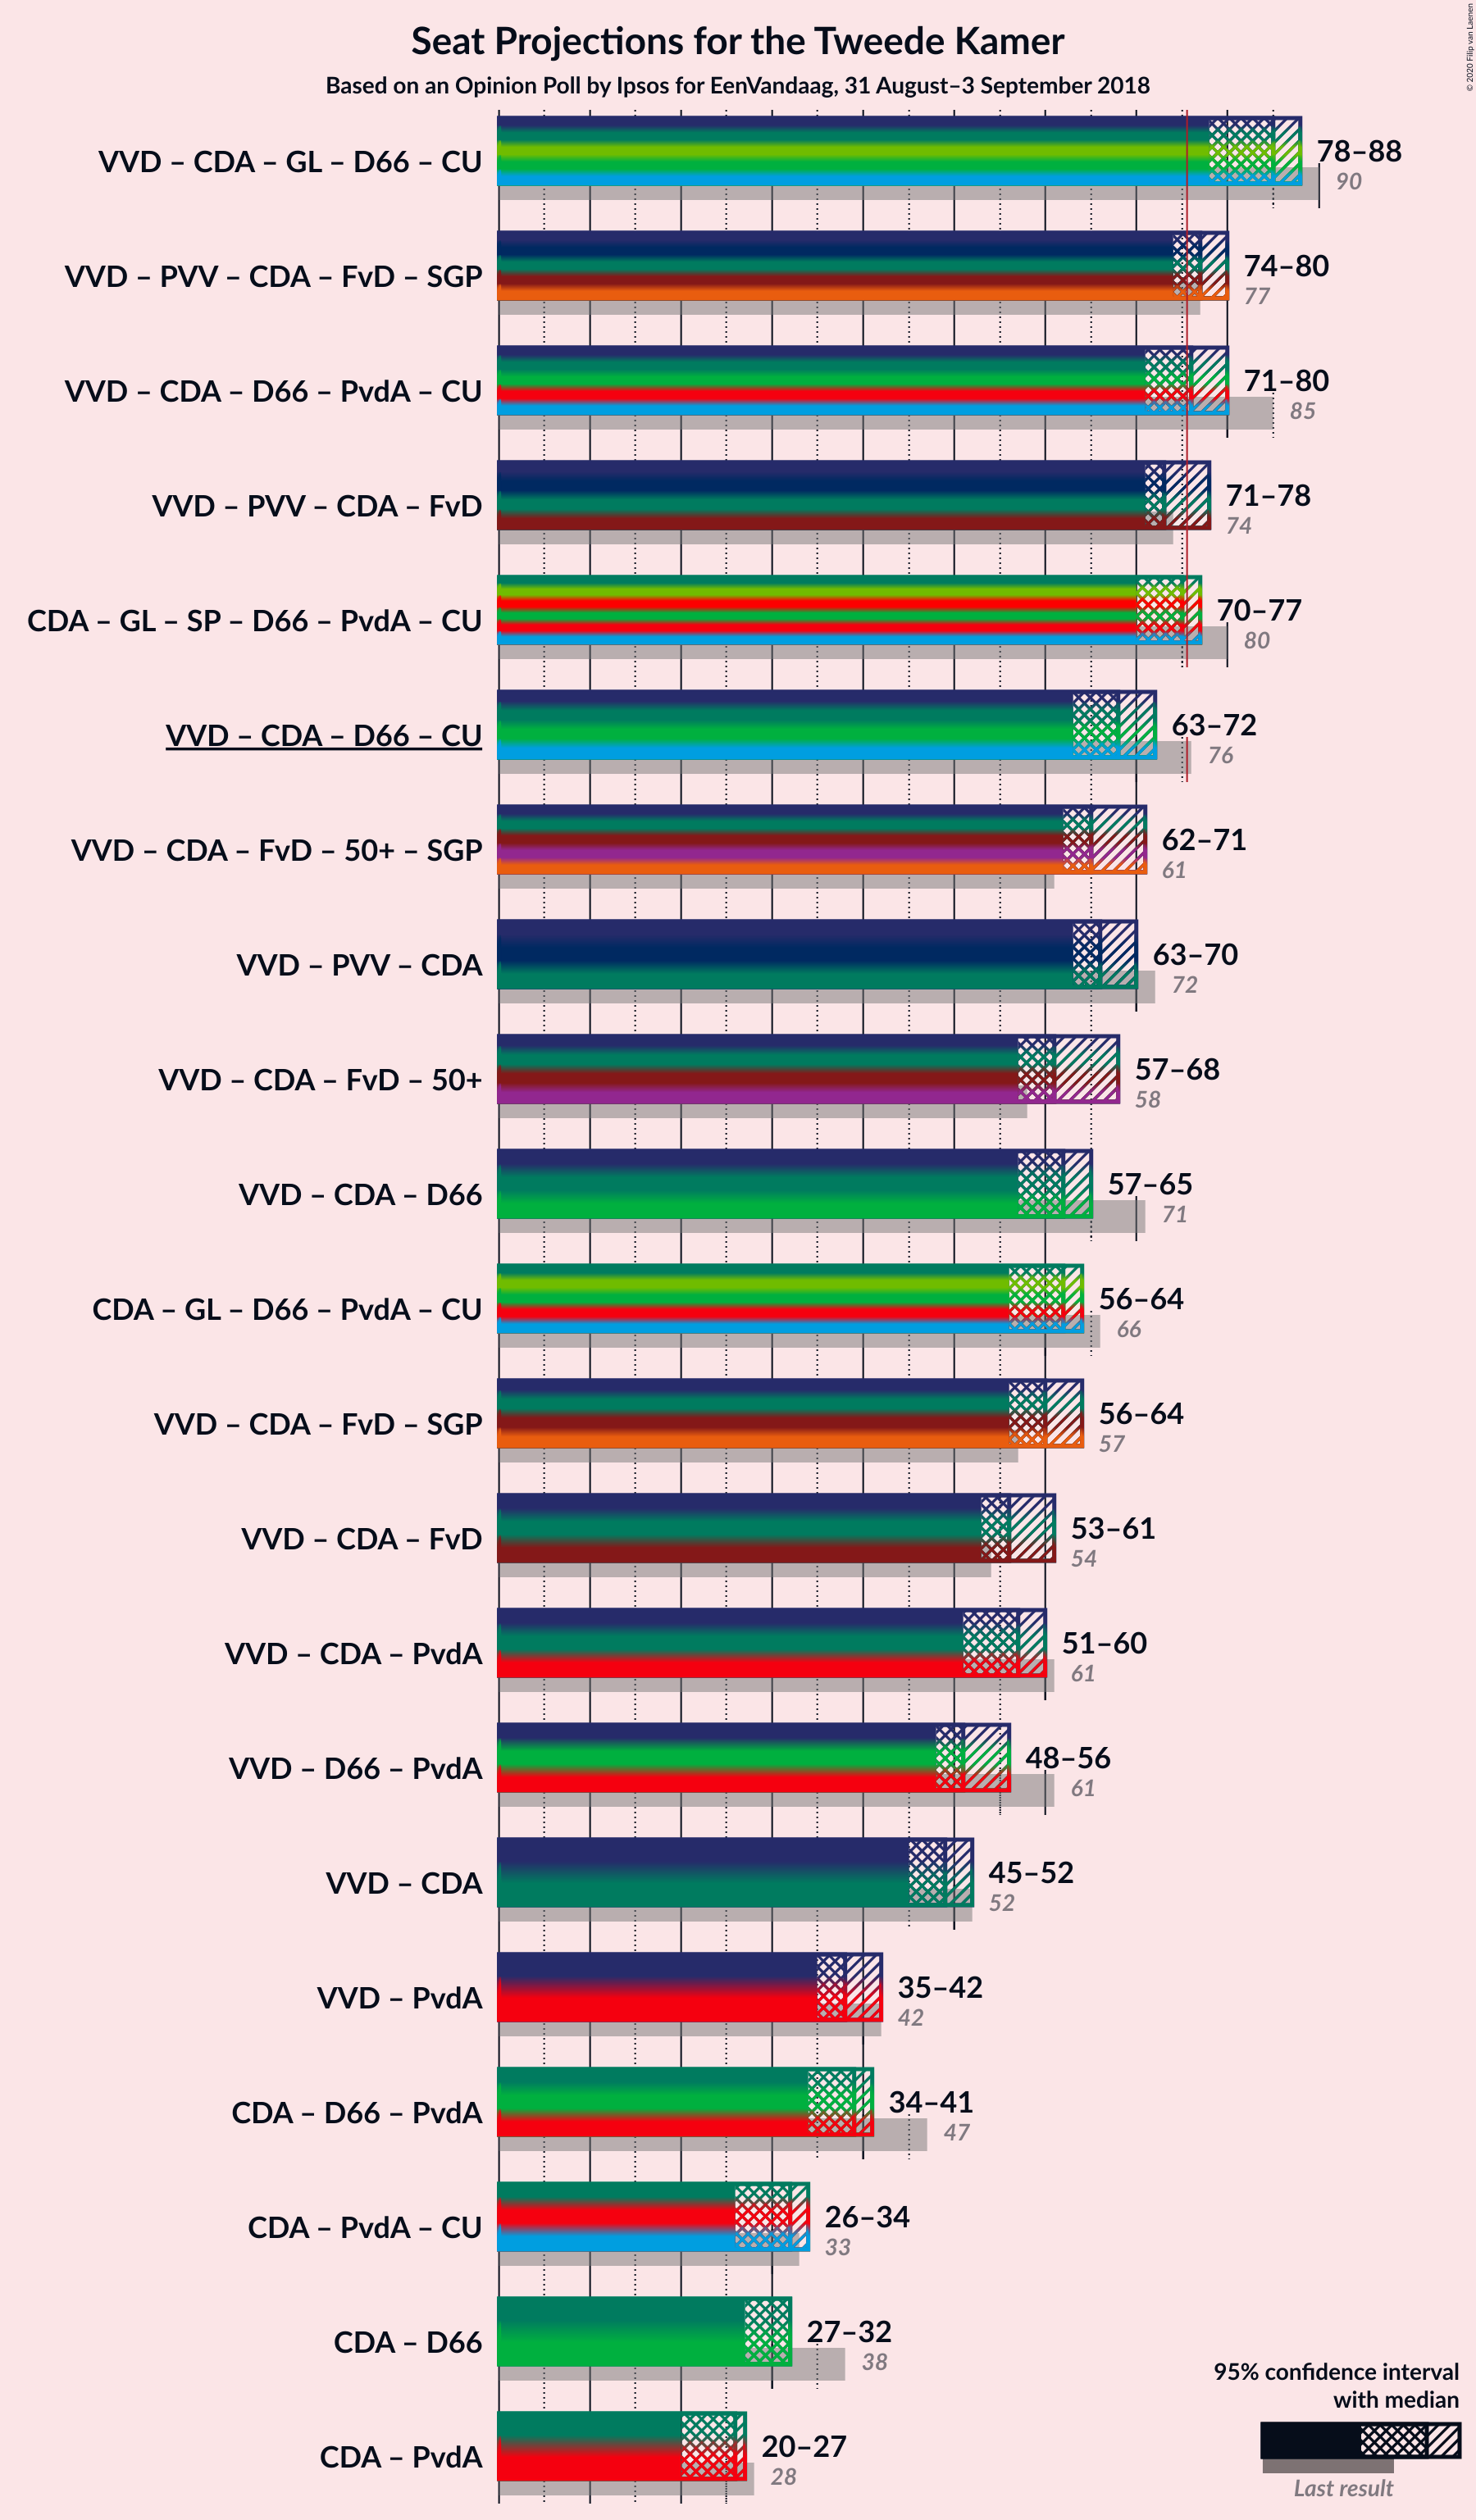 Seat Projections for the Tweede Kamer
Based on an Opinion Poll by Ipsos for EenVandaag, 31 August–3 September 2018
© 2020 Filip van Laenen
VVD – CDA – GL – D66 – CU
78–88
90
VVD – PVV – CDA – FvD – SGP
74–80
77
VVD – CDA – D66 – PvdA – CU
71–80
85
VVD – PVV – CDA – FvD
71–78
74
CDA – GL – SP – D66 – PvdA – CU
70–77
80
VVD – CDA – D66 – CU
63–72
76
VVD – CDA – FvD – 50+ – SGP
62–71
61
VVD – PVV – CDA
63–70
72
VVD – CDA – FvD – 50+
57–68
58
VVD – CDA – D66
57–65
71
CDA – GL – D66 – PvdA – CU
56–64
66
VVD – CDA – FvD – SGP
56–64
57
VVD – CDA – FvD
53–61
54
VVD – CDA – PvdA
51–60
61
VVD – D66 – PvdA
48–56
61
VVD – CDA
45–52
52
VVD – PvdA
35–42
42
CDA – D66 – PvdA
34–41
47
CDA – PvdA – CU
26–34
33
CDA – D66
27–32
38
CDA – PvdA
20–27
28
95% confidence interval
with median
Last result